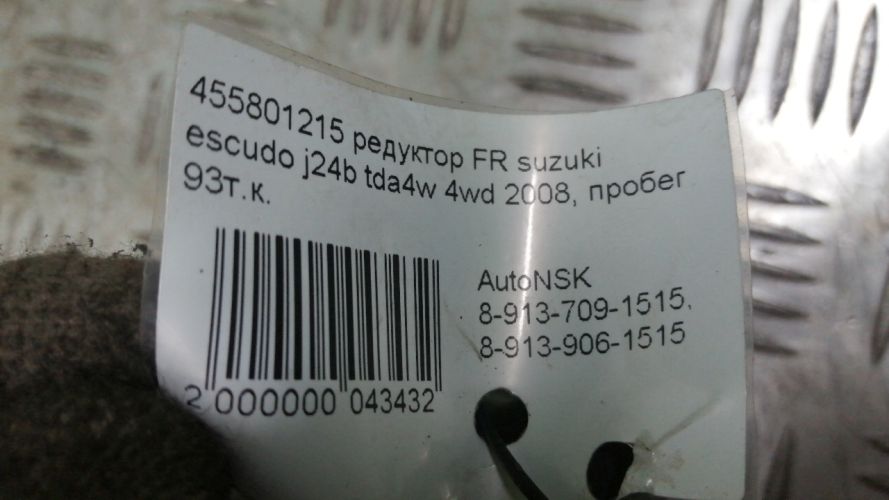 455801215 редуктор FR suzuki
escudo j24b tda4w 4wd 2008, пробег
93т.к.
AutoNSK
8-913-709-1515,
8-913-906-1515
2 000000 043432